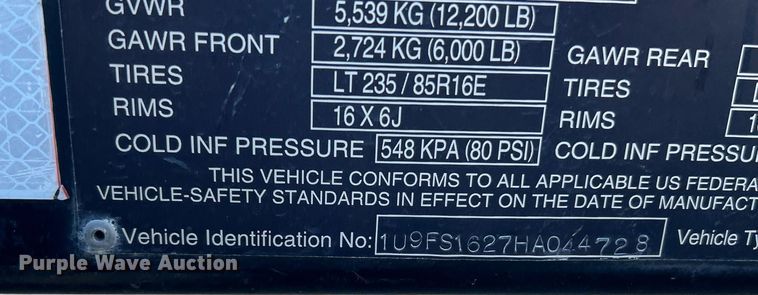 GVWR 5,539 KG (12,200 LB)
GAWR FRONT 2,724 KG (6,000 LB) GAWR REAR
TIRES LT 235 / 85R16E TIRES
RIMS 16 X 6J RIMS
COLD INF PRESSURE 548 KPA (80 PSI) COLD INF PRESSU
THIS VEHICLE CONFORMS TO ALL APPLICABLE US FEDERA
VEHICLE-SAFETY STANDARDS IN EFFECT ON THE DATE OF MANUFACT
Vehicle Identification No: 1U9FS1627HA044728 Vehicle Ty
Purple Wave Auction